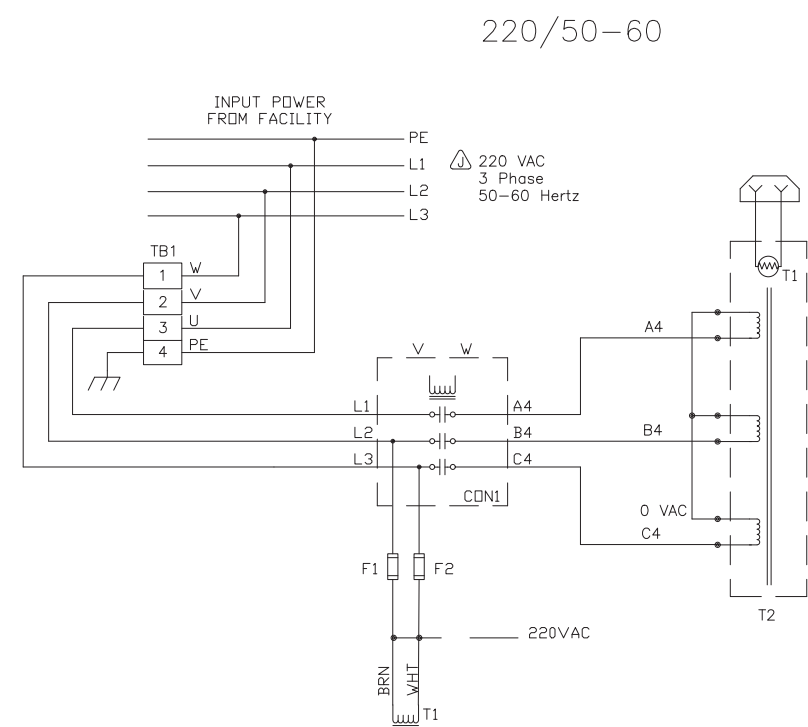 220/50-60
INPUT POWER
FROM FACILITY
PE
L1
L2
L3
J
220 VAC
3 Phase
50-60 Hertz
TB1
1
W
2
V
3
U
4
PE
T1
V
W
A4
L1
A4
L2
B4
B4
L3
C4
CON1
0 VAC
C4
F1
F2
T2
220VAC
BRN
WHT
T1